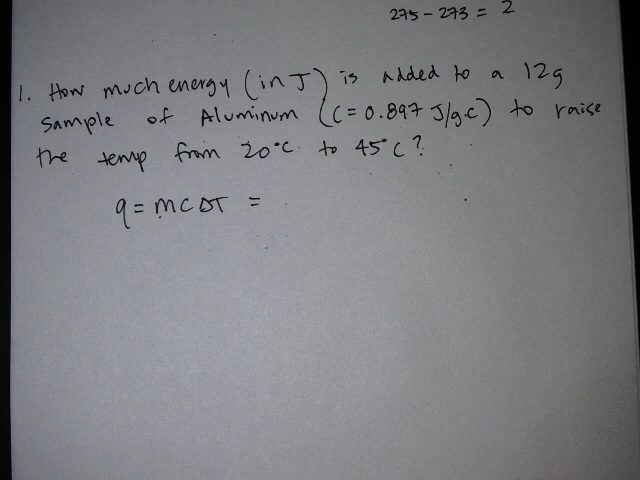 275 - 273 = 2
1. How much energy (in J) is added to a 12g
sample of Aluminum (C = 0.897 J/g.c) to raise
the temp from 20°C to 45°C?
q = mCΔT =